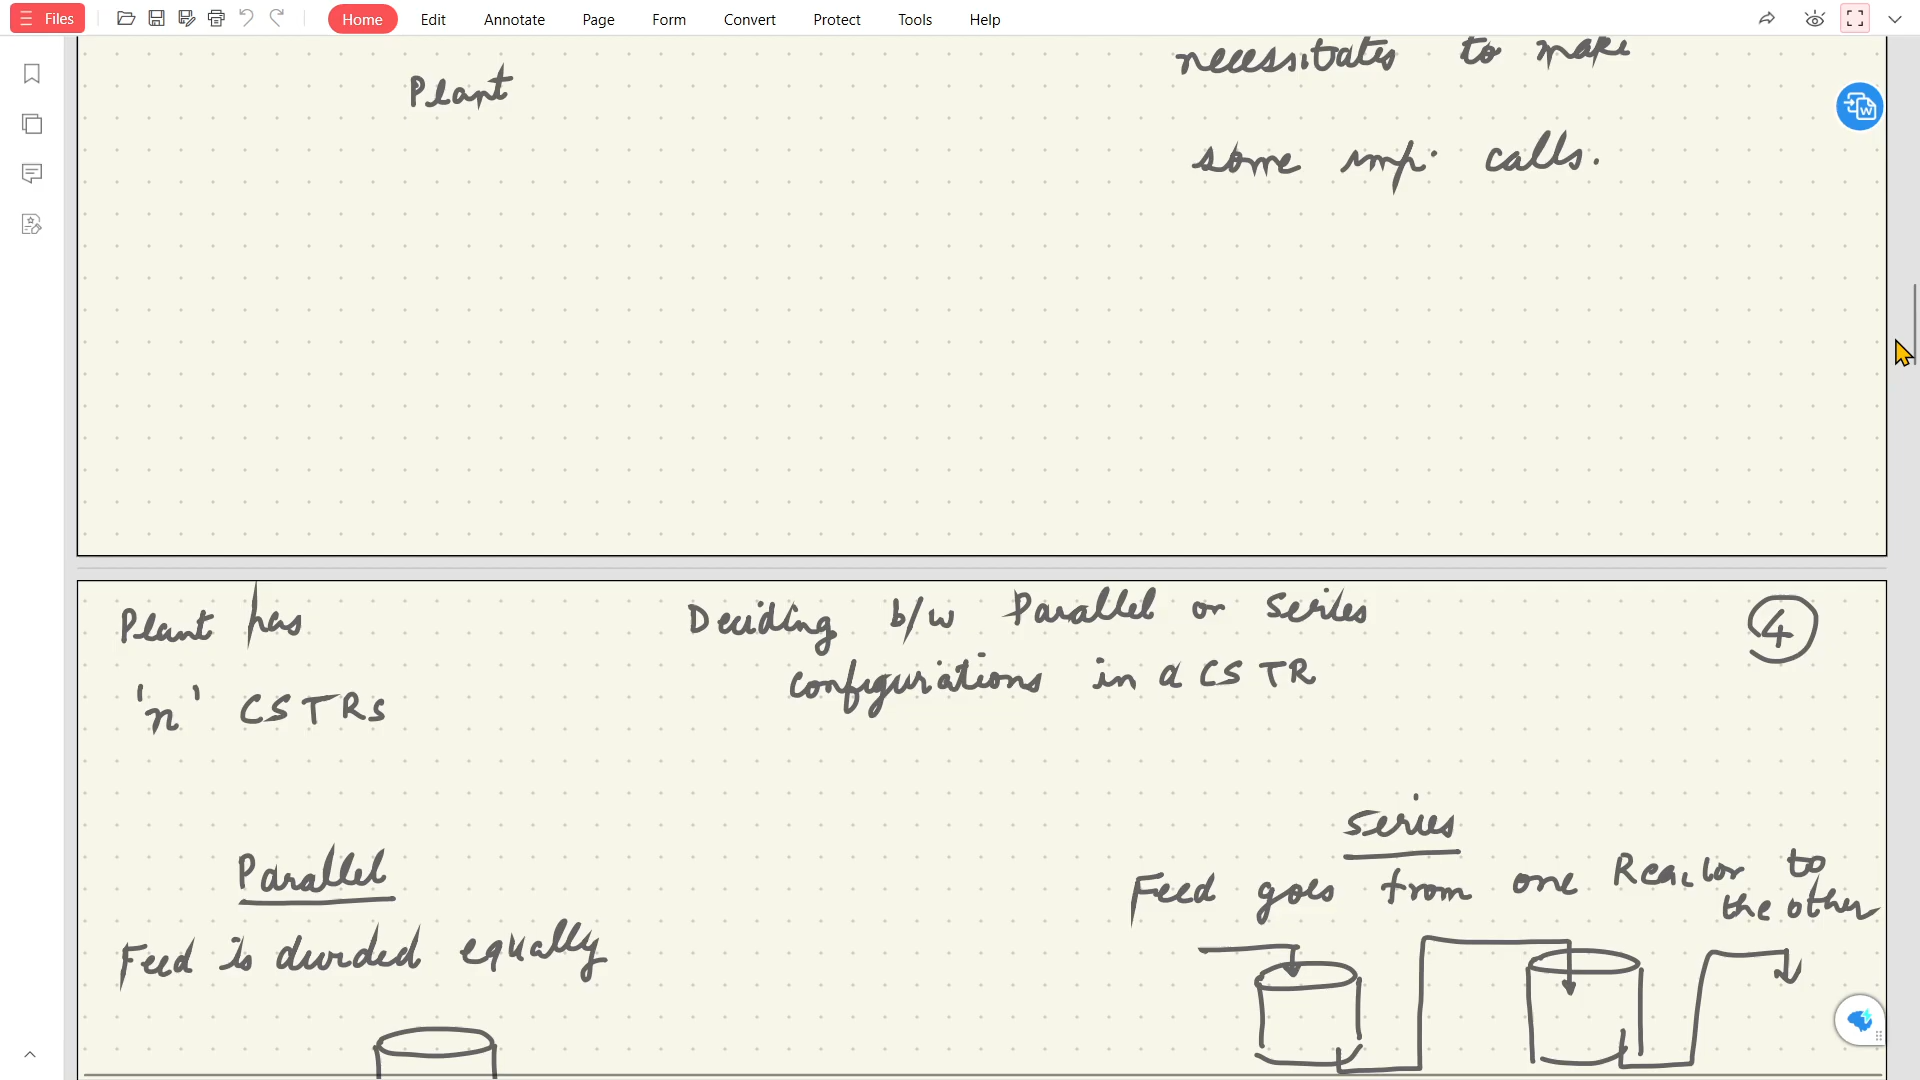 Files
Home Edit Annotate Page Form Convert Protect Tools Help
necessitates to make
Plant
some imp. calls.
Plant has
'n' CSTRs
Deciding b/w Parallel or Series
configurations in a CSTR
4
Series
Parallel
Feed goes from one Reactor to
the other
Feed is divided equally